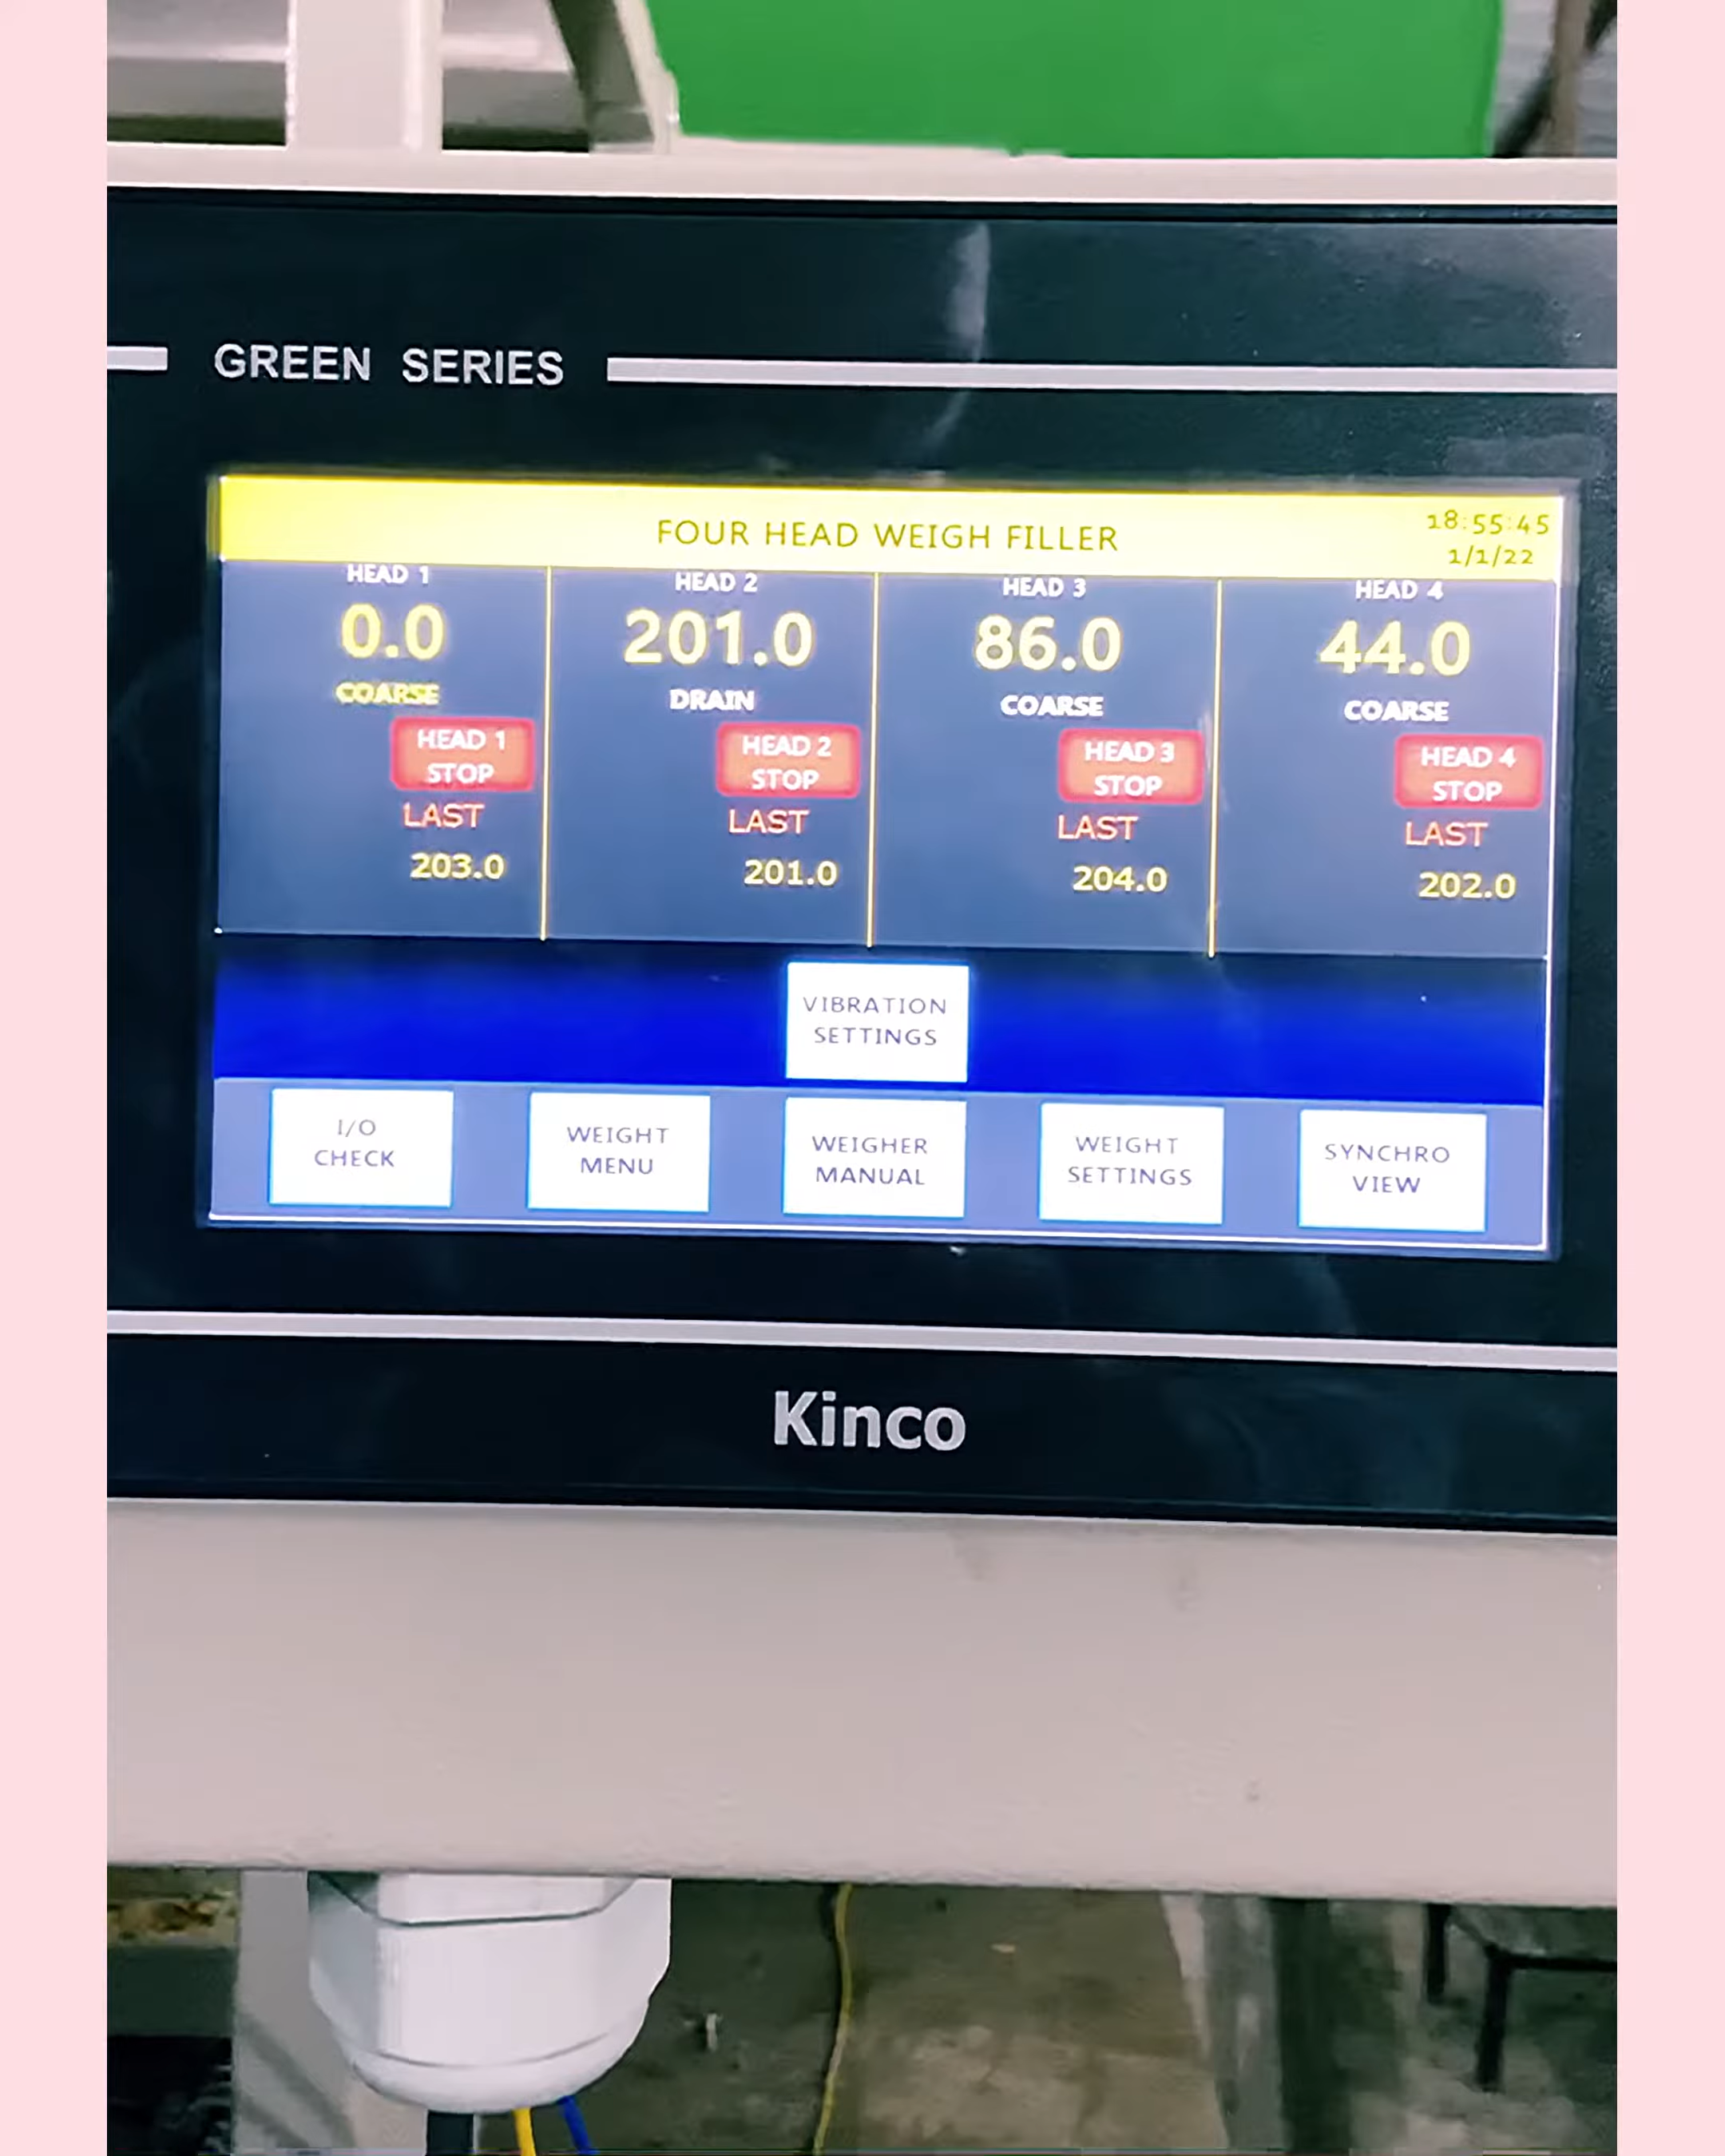 GREEN SERIES
FOUR HEAD WEIGH FILLER
18:55:45
1/1/22
HEAD 1
0.0
COARSE
HEAD 1
STOP
LAST
203.0
HEAD 2
201.0
DRAIN
HEAD 2
STOP
LAST
201.0
HEAD 3
86.0
COARSE
HEAD 3
STOP
LAST
204.0
HEAD 4
44.0
COARSE
HEAD 4
STOP
LAST
202.0
VIBRATION
SETTINGS
I/O
CHECK
WEIGHT
MENU
WEIGHER
MANUAL
WEIGHT
SETTINGS
SYNCHRO
VIEW
Kinco